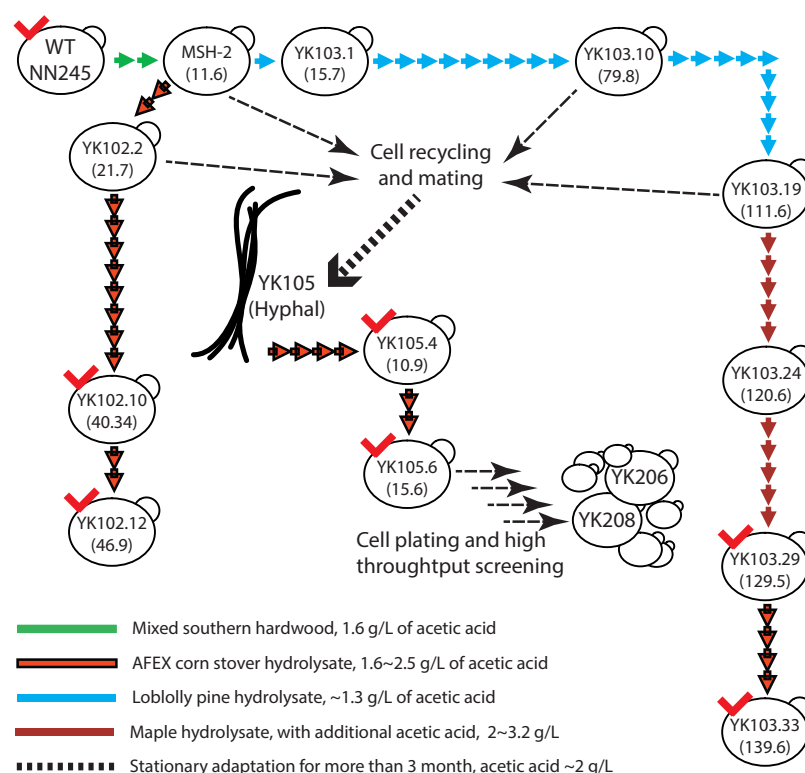 WT
NN245
MSH-2
(11.6)
YK103.1
(15.7)
YK103.10
(79.8)
YK102.2
(21.7)
Cell recycling
and mating
YK103.19
(111.6)
YK105
(Hyphal)
YK105.4
(10.9)
YK103.24
(120.6)
YK102.10
(40.34)
YK105.6
(15.6)
YK206
YK208
YK102.12
(46.9)
Cell plating and high
throughtput screening
YK103.29
(129.5)
Mixed southern hardwood, 1.6 g/L of acetic acid
AFEX corn stover hydrolysate, 1.6~2.5 g/L of acetic acid
Loblolly pine hydrolysate, ~1.3 g/L of acetic acid
Maple hydrolysate, with additional acetic acid, 2~3.2 g/L
YK103.33
(139.6)
Stationary adaptation for more than 3 month, acetic acid ~2 g/L